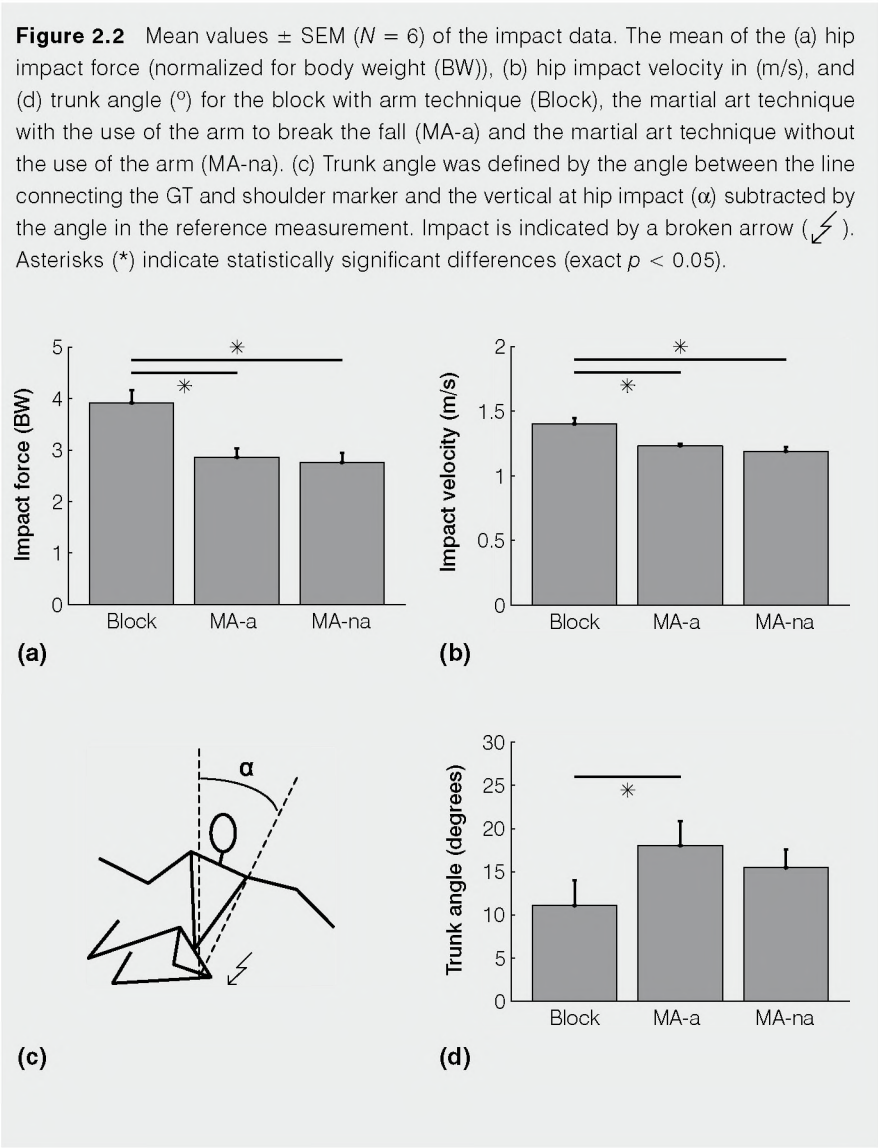 Figure 2.2 Mean values ± SEM (N = 6) of the impact data. The mean of the (a) hip
impact force (normalized for body weight (BW)), (b) hip impact velocity in (m/s), and
(d) trunk angle (º) for the block with arm technique (Block), the martial art technique
with the use of the arm to break the fall (MA-a) and the martial art technique without
the use of the arm (MA-na). (c) Trunk angle was defined by the angle between the line
connecting the GT and shoulder marker and the vertical at hip impact (α) subtracted by
the angle in the reference measurement. Impact is indicated by a broken arrow ( ).
Asterisks (*) indicate statistically significant differences (exact p < 0.05).
Impact force (BW)
5
4
3
2
1
0
*
*
Block MA-a MA-na
(a)
Impact velocity (m/s)
2
1.5
1
0.5
0
*
*
Block MA-a MA-na
(b)
α
(c)
Trunk angle (degrees)
30
25
20
15
10
5
0
*
Block MA-a MA-na
(d)